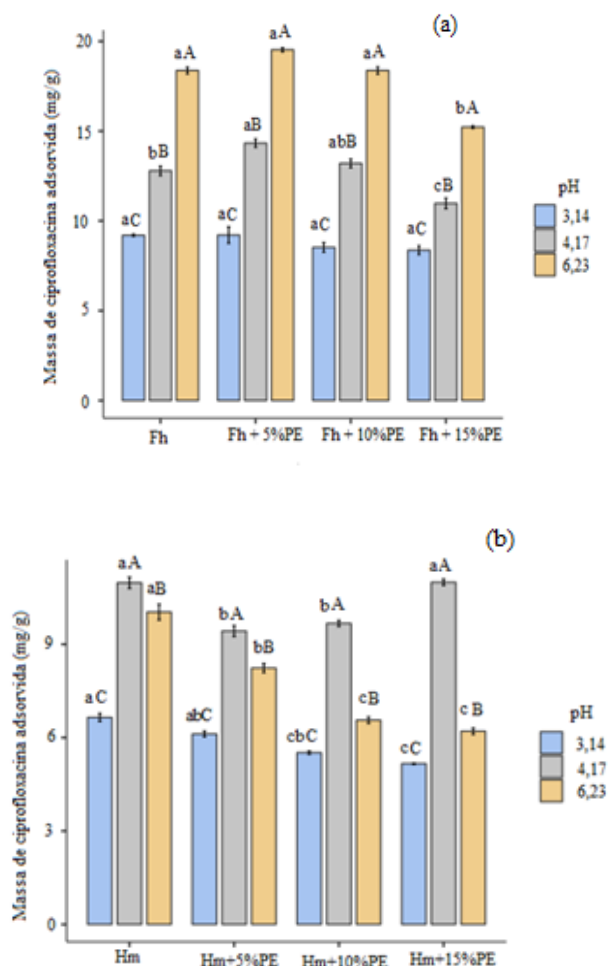 (a)
Massa de ciprofloxacina adsorvida (mg/g)
20
15
10
5
0
aC
bB
aA
aC
aB
aA
aC
abB
aA
aC
cB
bA
Fh
Fh + 5%PE
Fh + 10%PE
Fh + 15%PE
pH
3,14
4,17
6,23
(b)
Massa de ciprofloxacina adsorvida (mg/g)
9
6
3
0
aC
aA
aB
abC
bA
bB
cbC
bA
cB
cC
aA
c B
Hm
Hm+5%PE
Hm+10%PE
Hm+15%PE
pH
3,14
4,17
6,23